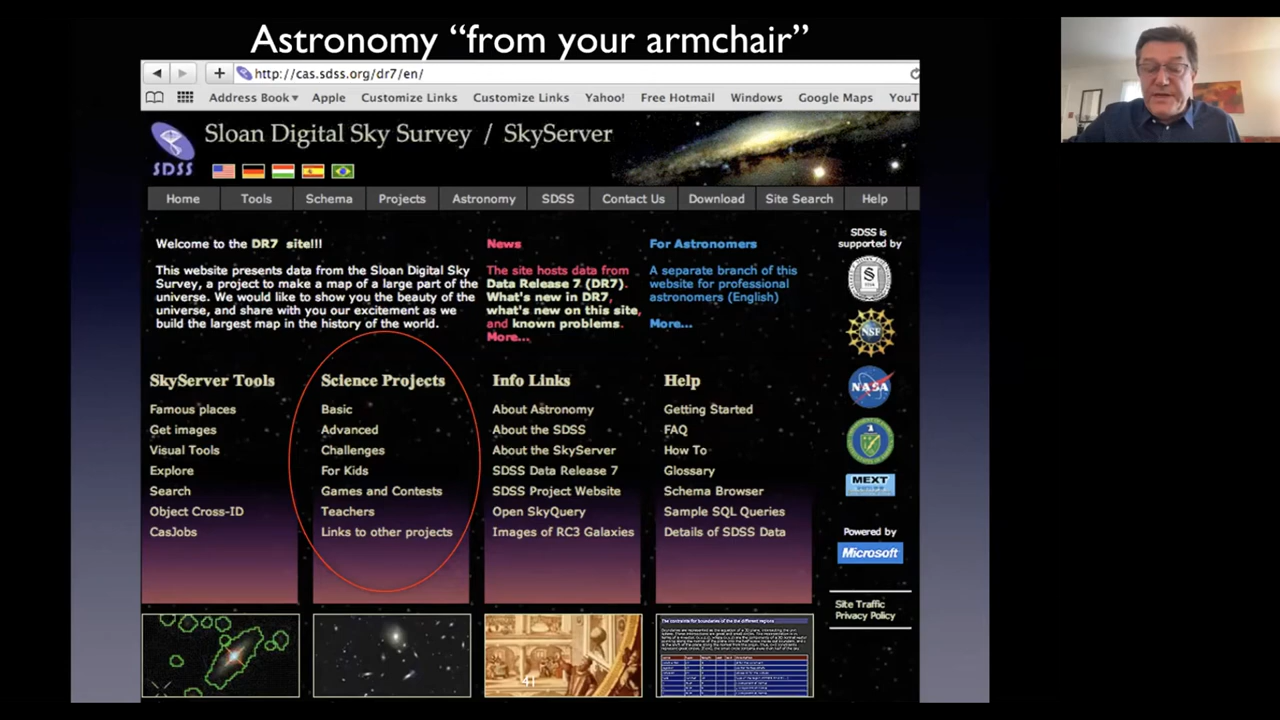 Astronomy “from your armchair”
http://cas.sdss.org/dr7/en/
Address Book▾ Apple Customize Links Customize Links Yahoo! Free Hotmail Windows Google Maps YouT
Sloan Digital Sky Survey / SkyServer
SDSS
Home Tools Schema Projects Astronomy SDSS Contact Us Download Site Search Help
Welcome to the DR7 site!!!
This website presents data from the Sloan Digital Sky
Survey, a project to make a map of a large part of the
universe. We would like to show you the beauty of the
universe, and share with you our excitement as we
build the largest map in the history of the world.
News
The site hosts data from
Data Release 7 (DR7).
What's new in DR7,
what's new on this site,
and known problems.
More...
For Astronomers
A separate branch of this
website for professional
astronomers (English)
More...
SDSS is
supported by
NSF
NASA
MEXT
Powered by
Microsoft
Site Traffic
Privacy Policy
SkyServer Tools
Famous places
Get images
Visual Tools
Explore
Search
Object Cross-ID
CasJobs
Science Projects
Basic
Advanced
Challenges
For Kids
Games and Contests
Teachers
Links to other projects
Info Links
About Astronomy
About the SDSS
About the SkyServer
SDSS Data Release 7
SDSS Project Website
Open SkyQuery
Images of RC3 Galaxies
Help
Getting Started
FAQ
How To
Glossary
Schema Browser
Sample SQL Queries
Details of SDSS Data
The constraints for boundaries of the the different regions
41